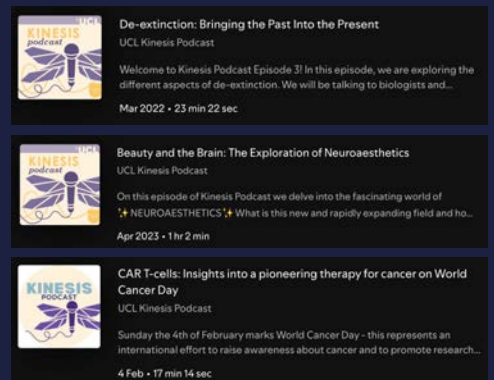 UCL
KINESIS
podcast
De-extinction: Bringing the Past Into the Present
UCL Kinesis Podcast
Welcome to Kinesis Podcast Episode 3! In this episode, we are exploring the
different aspects of de-extinction. We will be talking to biologists and...
Mar 2022 • 23 min 22 sec
UCL
KINESIS
podcast
Beauty and the Brain: The Exploration of Neuroaesthetics
UCL Kinesis Podcast
On this episode of Kinesis Podcast we delve into the fascinating world of
✨NEUROAESTHETICS✨ What is this new and rapidly expanding field and ho...
Apr 2023 • 1 hr 2 min
KINESIS
PODCAST
CAR T-cells: Insights into a pioneering therapy for cancer on World
Cancer Day
UCL Kinesis Podcast
Sunday the 4th of February marks World Cancer Day – this represents an
international effort to raise awareness about cancer and to promote research...
4 Feb • 17 min 14 sec